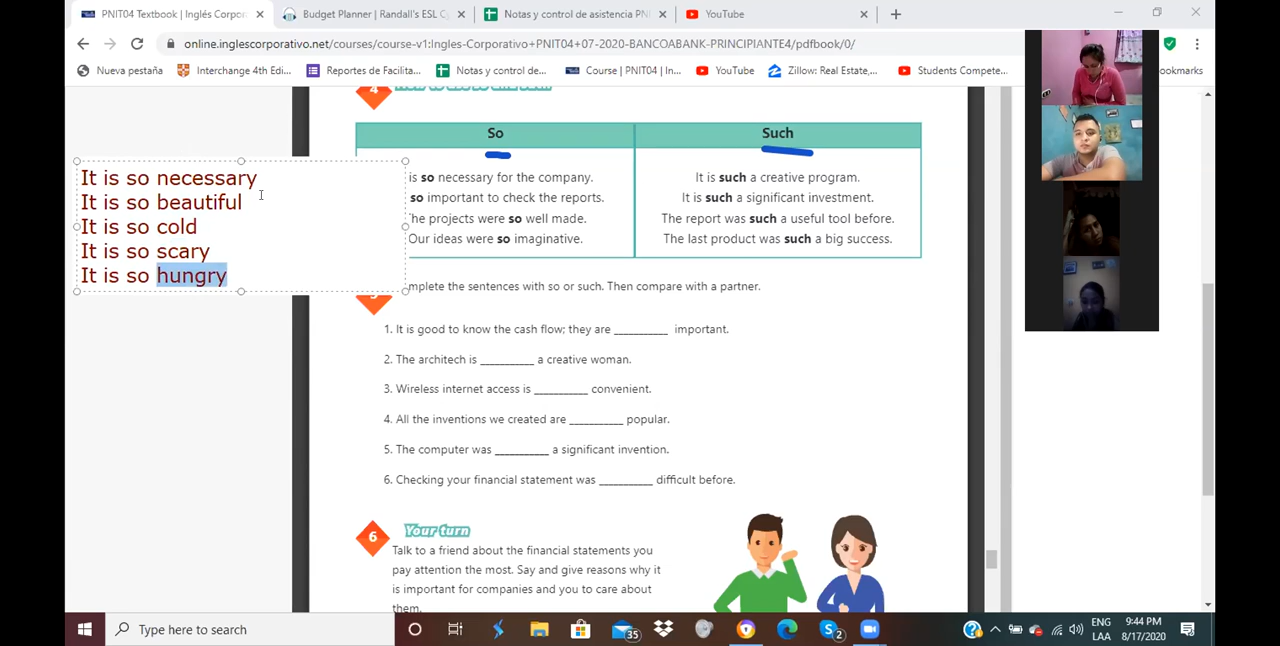 PNIT04 Textbook | Inglés Corpor
Budget Planner | Randall's ESL Cy
Notas y control de asistencia PNI
YouTube
online.inglescorporativo.net/courses/course-v1:Ingles-Corporativo+PNIT04+07-2020-BANCOABANK-PRINCIPIANTE4/pdfbook/0/
Nueva pestaña
Interchange 4th Edi...
Reportes de Facilita...
Notas y control de...
Course | PNIT04 | In...
YouTube
Zillow: Real Estate,...
Students Compete...
ookmarks
4
So
Such
is so necessary for the company.
so important to check the reports.
he projects were so well made.
Our ideas were so imaginative.
It is such a creative program.
It is such a significant investment.
The report was such a useful tool before.
The last product was such a big success.
It is so necessary
It is so beautiful
It is so cold
It is so scary
It is so hungry
mplete the sentences with so or such. Then compare with a partner.
1. It is good to know the cash flow; they are __________ important.
2. The architech is __________ a creative woman.
3. Wireless internet access is __________ convenient.
4. All the inventions we created are __________ popular.
5. The computer was __________ a significant invention.
6. Checking your financial statement was __________ difficult before.
6
Your turn
Talk to a friend about the financial statements you
pay attention the most. Say and give reasons why it
is important for companies and you to care about
them.
Type here to search
35
2
ENG
LAA
9:44 PM
8/17/2020